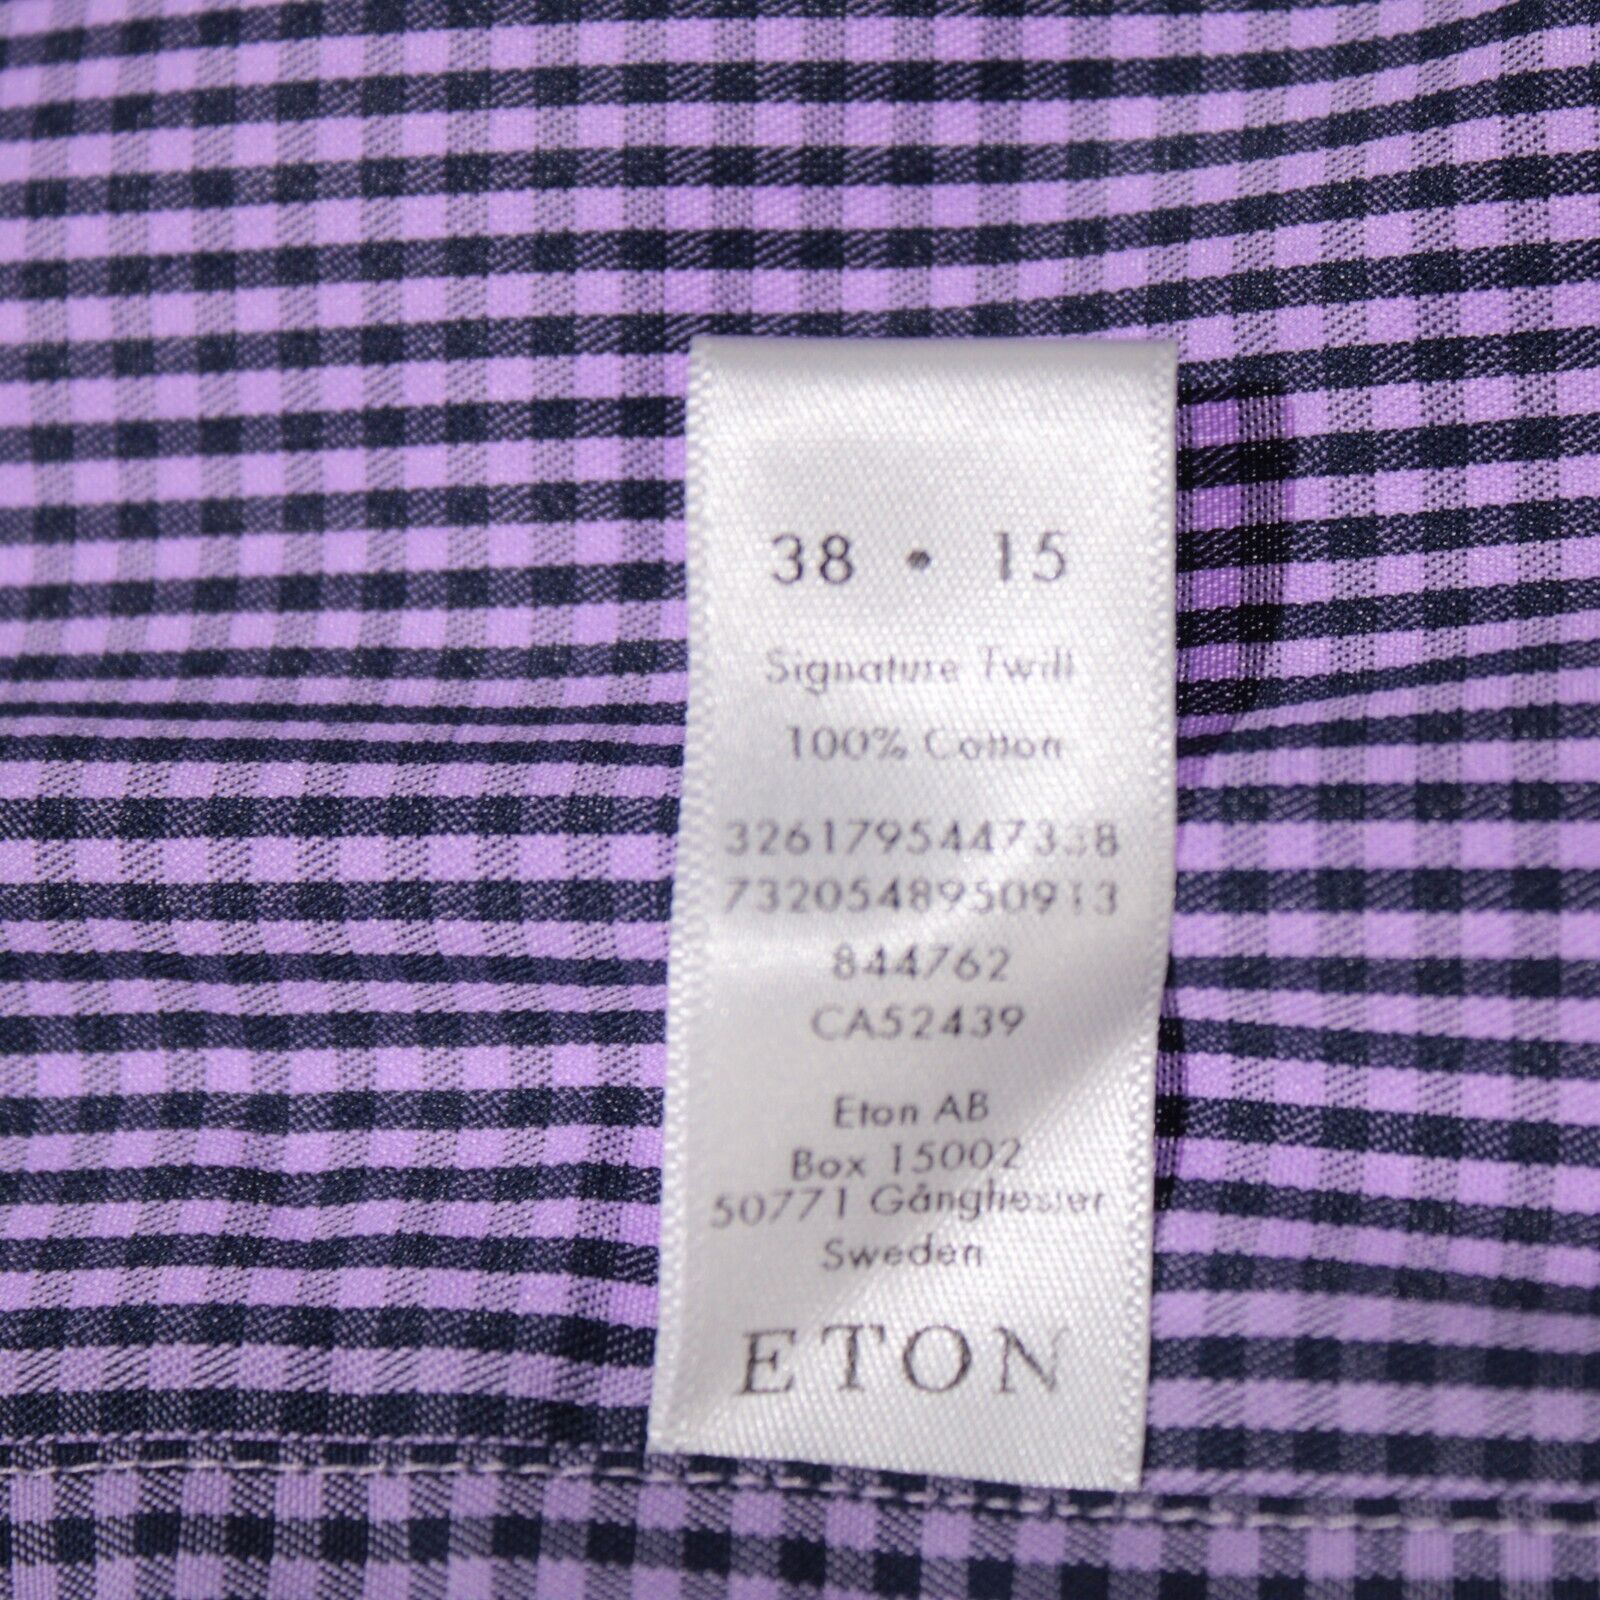 38 • 15
Signature Twill
100% Cotton
3261795447338
7320548950913
844762
CA52439
Eton AB
Box 15002
50771 Gånghester
Sweden
ETON